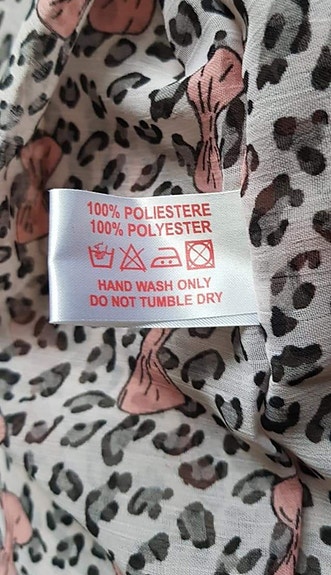 100% POLIESTERE
100% POLYESTER
HAND WASH ONLY
DO NOT TUMBLE DRY